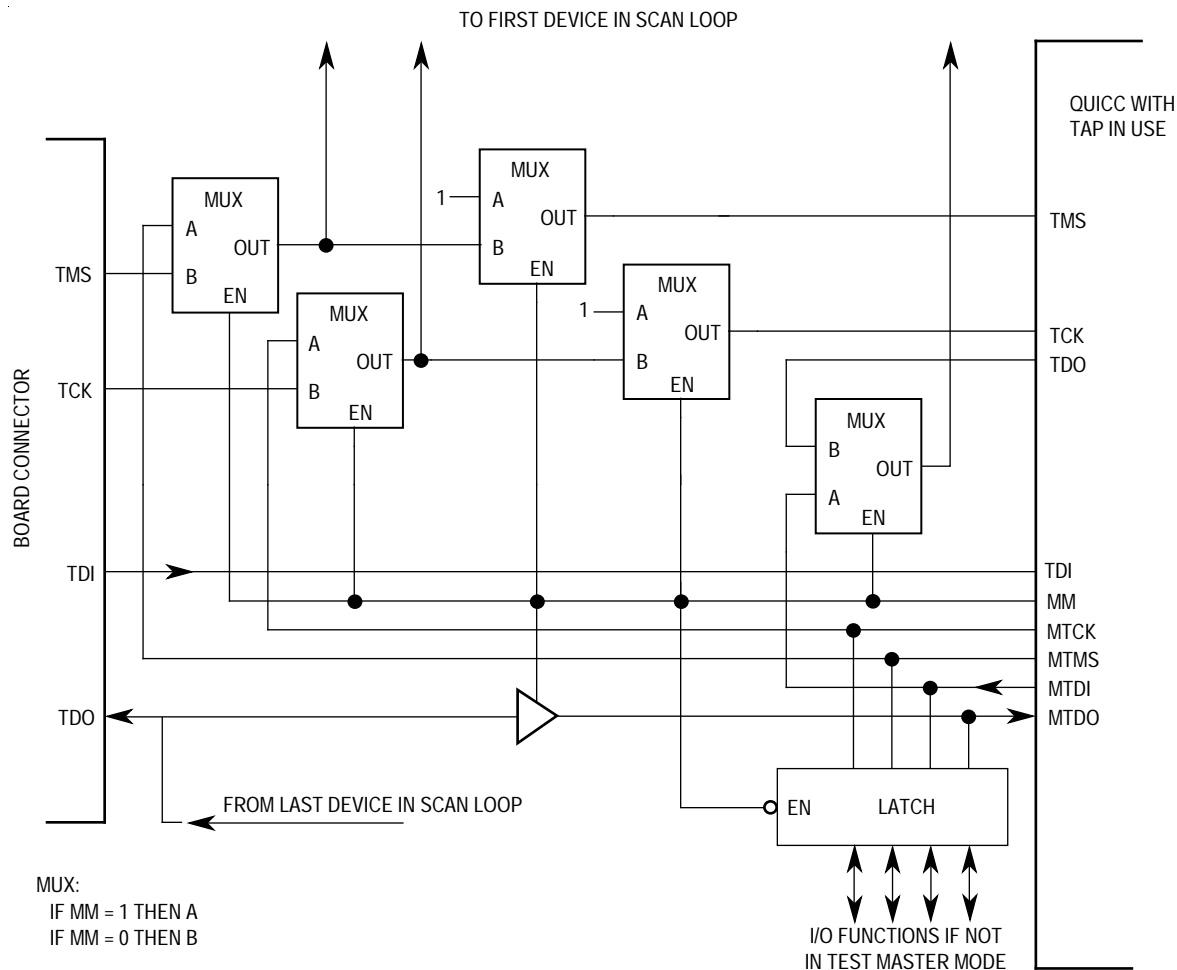 TO FIRST DEVICE IN SCAN LOOP
QUICC WITH
TAP IN USE
BOARD CONNECTOR
TMS
TCK
TDI
TDO
MUX
A
B
OUT
EN
MUX
A
B
OUT
EN
1
MUX
A
B
OUT
EN
1
MUX
A
B
OUT
EN
MUX
B
A
OUT
EN
TMS
TCK
TDO
TDI
MM
MTCK
MTMS
MTDI
MTDO
FROM LAST DEVICE IN SCAN LOOP
EN
LATCH
MUX:
IF MM = 1 THEN A
IF MM = 0 THEN B
I/O FUNCTIONS IF NOT
IN TEST MASTER MODE